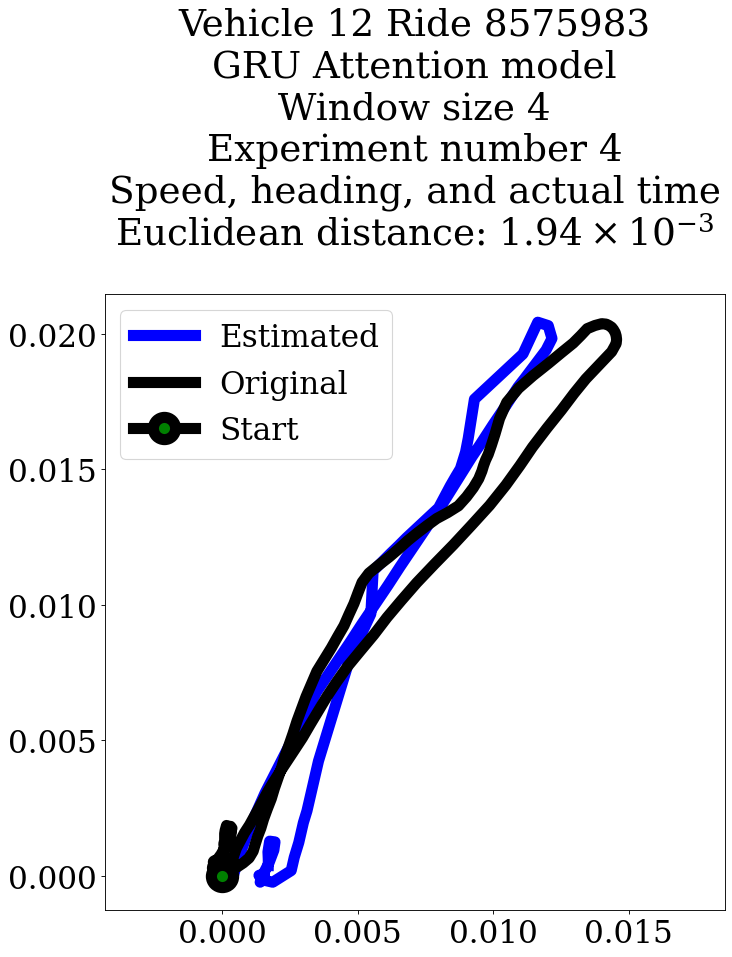 Vehicle 12 Ride 8575983
GRU Attention model
Window size 4
Experiment number 4
Speed, heading, and actual time
Euclidean distance: 1.94 × 10⁻³
Estimated
Original
Start
0.020
0.015
0.010
0.005
0.000
0.000 0.005 0.010 0.015